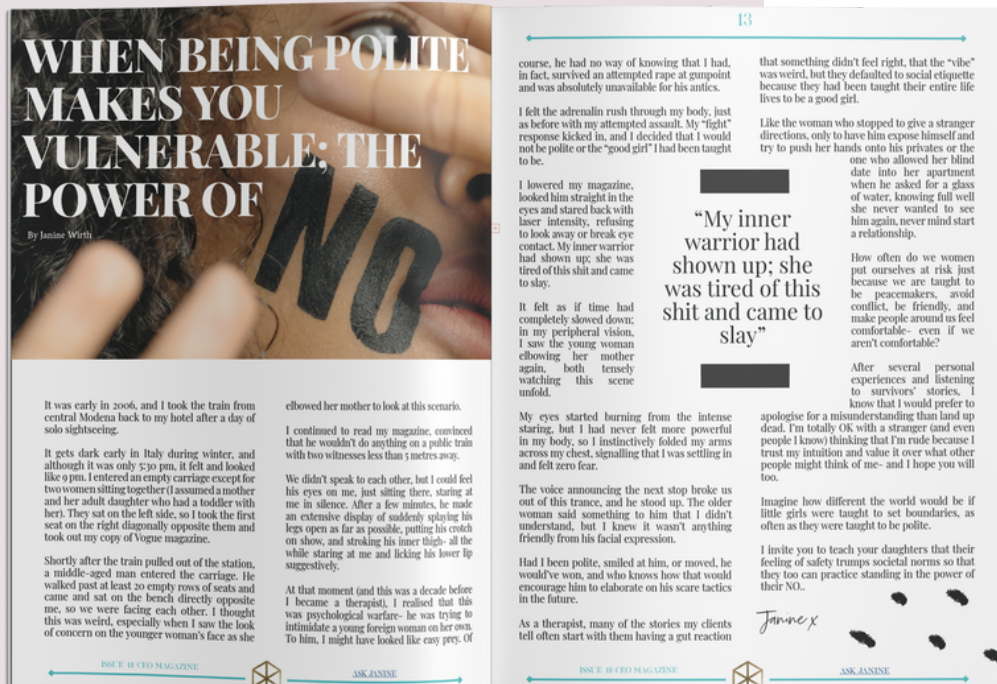 WHEN BEING POLITE
MAKES YOU
VULNERABLE; THE
POWER OF
By Janine Wirth
NO
It was early in 2006, and I took the train from
central Modena back to my hotel after a day of
solo sightseeing.
It gets dark early in Italy during winter, and
although it was only 5:30 pm, it felt and looked
like 9 pm. I entered an empty carriage except for
two women sitting together (I assumed a mother
and her adult daughter who had a toddler with
her). They sat on the left side, so I took the first
seat on the right diagonally opposite them and
took out my copy of Vogue magazine.
Shortly after the train pulled out of the station,
a middle-aged man entered the carriage. He
walked past at least 20 empty rows of seats and
came and sat on the bench directly opposite
me, so we were facing each other. I thought
this was weird, especially when I saw the look
of concern on the younger woman's face as she
elbowed her mother to look at this scenario.
I continued to read my magazine, convinced
that he wouldn't do anything on a public train
with two witnesses less than 5 metres away.
We didn't speak to each other, but I could feel
his eyes on me, just sitting there, staring at
me in silence. After a few minutes, he made
an extensive display of suddenly splaying his
legs open as far as possible, putting his crotch
on show, and stroking his inner thigh- all the
while staring at me and licking his lower lip
suggestively.
At that moment (and this was a decade before
I became a therapist), I realised that this
was psychological warfare- he was trying to
intimidate a young foreign woman on her own.
To him, I might have looked like easy prey. Of
ISSUE 18 CEO MAGAZINE
ASK JANINE
13
course, he had no way of knowing that I had,
in fact, survived an attempted rape at gunpoint
and was absolutely unavailable for his antics.
I felt the adrenalin rush through my body, just
as before with my attempted assault. My "fight"
response kicked in, and I decided that I would
not be polite or the "good girl" I had been taught
to be.
I lowered my magazine,
looked him straight in the
eyes and stared back with
laser intensity, refusing
to look away or break eye
contact. My inner warrior
had shown up; she was
tired of this shit and came
to slay.
It felt as if time had
completely slowed down;
in my peripheral vision,
I saw the young woman
elbowing her mother
again, both tensely
watching this scene
unfold.
My eyes started burning from the intense
staring, but I had never felt more powerful
in my body, so I instinctively folded my arms
across my chest, signalling that I was settling in
and felt zero fear.
The voice announcing the next stop broke us
out of this trance, and he stood up. The older
woman said something to him that I didn't
understand, but I knew it wasn't anything
friendly from his facial expression.
Had I been polite, smiled at him, or moved, he
would've won, and who knows how that would
encourage him to elaborate on his scare tactics
in the future.
As a therapist, many of the stories my clients
tell often start with them having a gut reaction
"My inner
warrior had
shown up; she
was tired of this
shit and came to
slay"
that something didn't feel right, that the "vibe"
was weird, but they defaulted to social etiquette
because they had been taught their entire life
lives to be a good girl.
Like the woman who stopped to give a stranger
directions, only to have him expose himself and
try to push her hands onto his privates or the
one who allowed her blind
date into her apartment
when he asked for a glass
of water, knowing full well
she never wanted to see
him again, never mind start
a relationship.
How often do we women
put ourselves at risk just
because we are taught to
be peacemakers, avoid
conflict, be friendly, and
make people around us feel
comfortable- even if we
aren't comfortable?
After several personal
experiences and listening
to survivors' stories, I
know that I would prefer to
apologise for a misunderstanding than land up
dead. I'm totally OK with a stranger (and even
people I know) thinking that I'm rude because I
trust my intuition and value it over what other
people might think of me- and I hope you will
too.
Imagine how different the world would be if
little girls were taught to set boundaries, as
often as they were taught to be polite.
I invite you to teach your daughters that their
feeling of safety trumps societal norms so that
they too can practice standing in the power of
their NO..
Janine x
ISSUE 18 CEO MAGAZINE
ASK JANINE